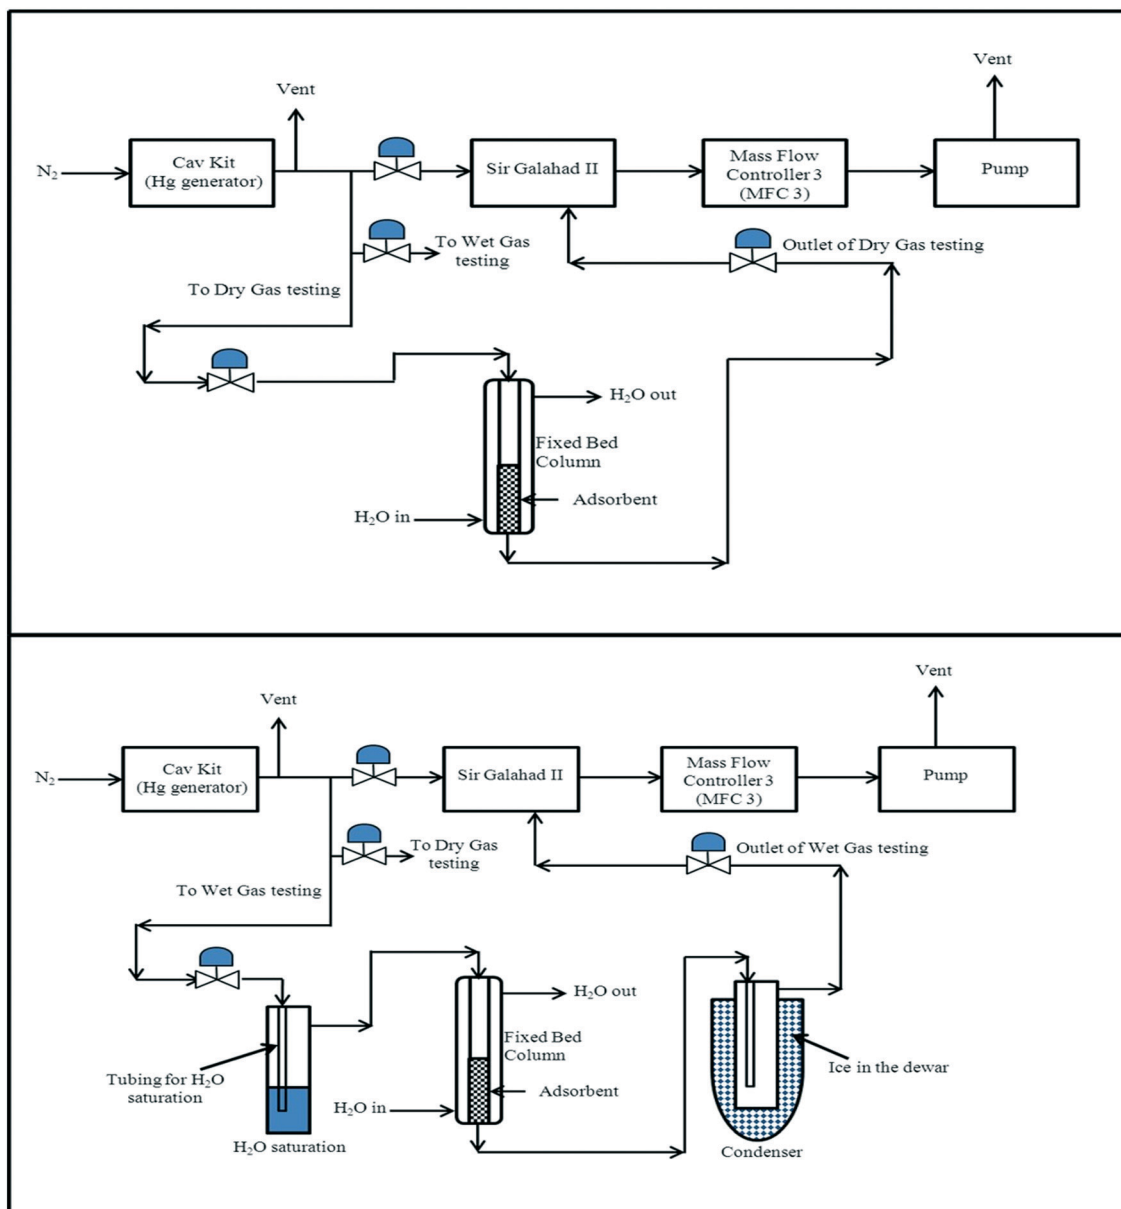 Vent
Vent
N₂
Cav Kit
(Hg generator)
Sir Galahad II
Mass Flow
Controller 3
(MFC 3)
Pump
To Wet Gas
testing
Outlet of Dry Gas testing
To Dry Gas testing
H₂O out
Fixed Bed
Column
Adsorbent
H₂O in
Vent
Vent
N₂
Cav Kit
(Hg generator)
Sir Galahad II
Mass Flow
Controller 3
(MFC 3)
Pump
To Dry Gas
testing
Outlet of Wet Gas testing
To Wet Gas testing
H₂O out
Fixed Bed
Column
Ice in the dewar
Tubing for H₂O
saturation
Adsorbent
H₂O in
H₂O saturation
Condenser